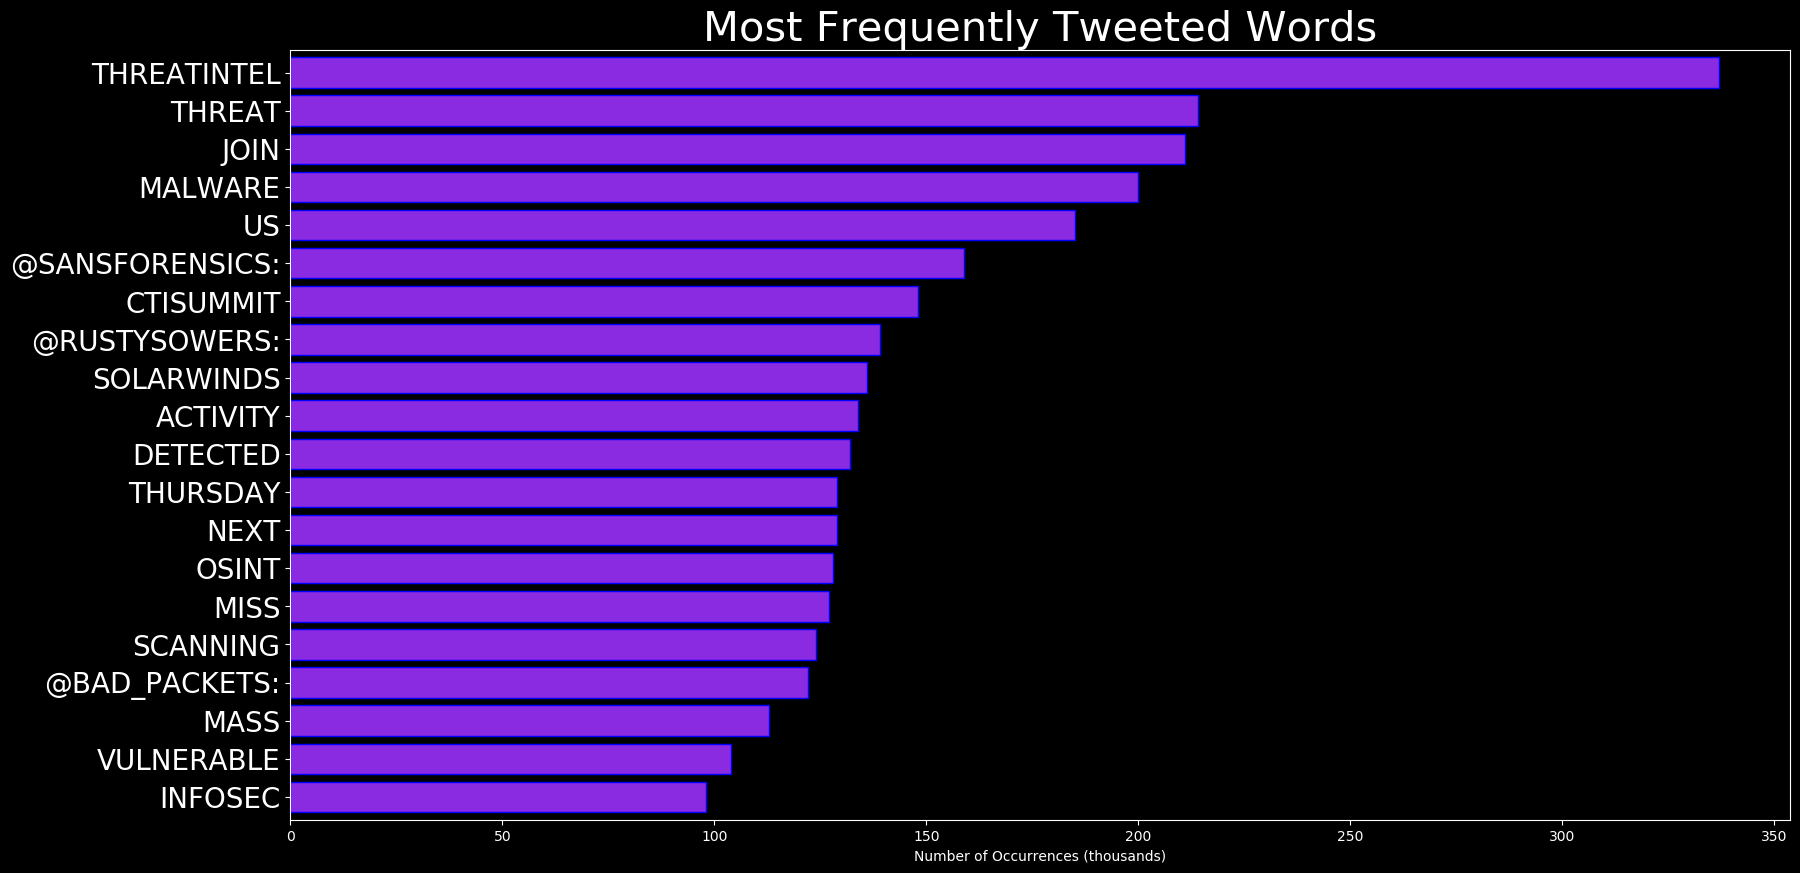 Most Frequently Tweeted Words
THREATINTEL
THREAT
JOIN
MALWARE
US
@SANSFORENSICS:
CTISUMMIT
@RUSTYSOWERS:
SOLARWINDS
ACTIVITY
DETECTED
THURSDAY
NEXT
OSINT
MISS
SCANNING
@BAD_PACKETS:
MASS
VULNERABLE
INFOSEC
0 50 100 150 200 250 300 350
Number of Occurrences (thousands)